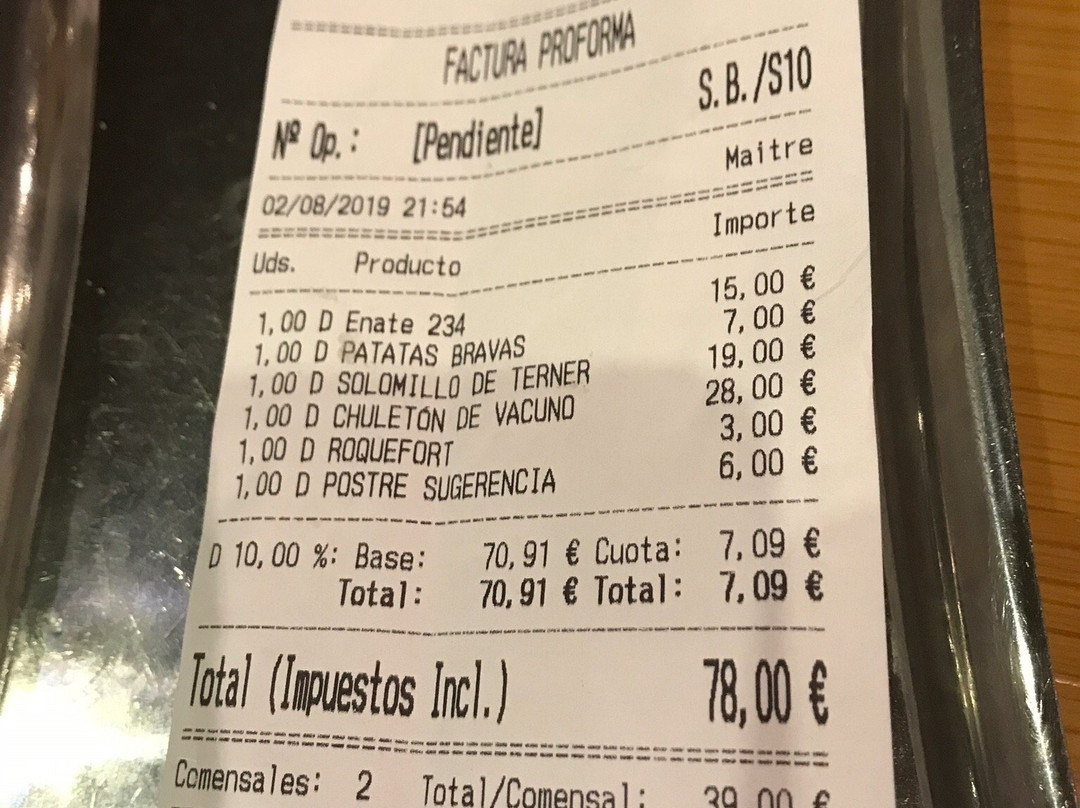 FACTURA PROFORMA
S.B./S10
Nº Op.: [Pendiente]
Maitre
02/08/2019 21:54
Uds. Producto Importe
1,00 D Enate 234 15,00 €
1,00 D PATATAS BRAVAS 7,00 €
1,00 D SOLOMILLO DE TERNER 19,00 €
1,00 D CHULETÓN DE VACUNO 28,00 €
1,00 D ROQUEFORT 3,00 €
1,00 D POSTRE SUGERENCIA 6,00 €
D 10,00 %: Base: 70,91 € Cuota: 7,09 €
Total: 70,91 € Total: 7,09 €
Total (Impuestos Incl.) 78,00 €
Comensales: 2 Total/Comensal: 39,00 €